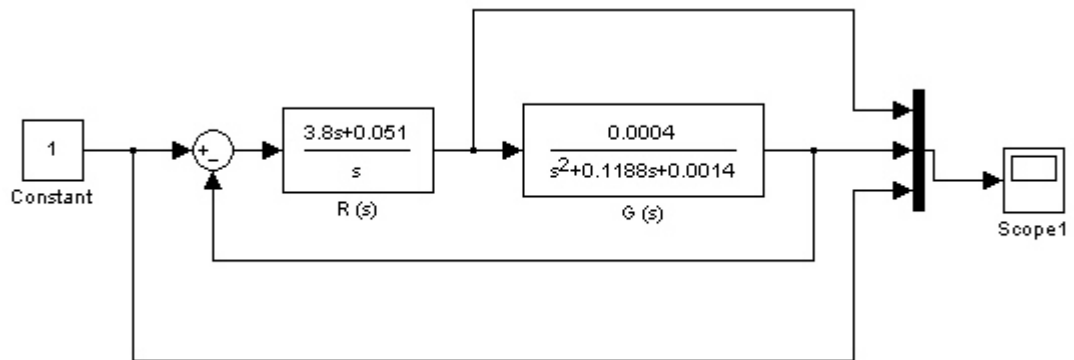 1
Constant
+
−
3.8s+0.051
s
R (s)
0.0004
s²+0.1188s+0.0014
G (s)
Scope1